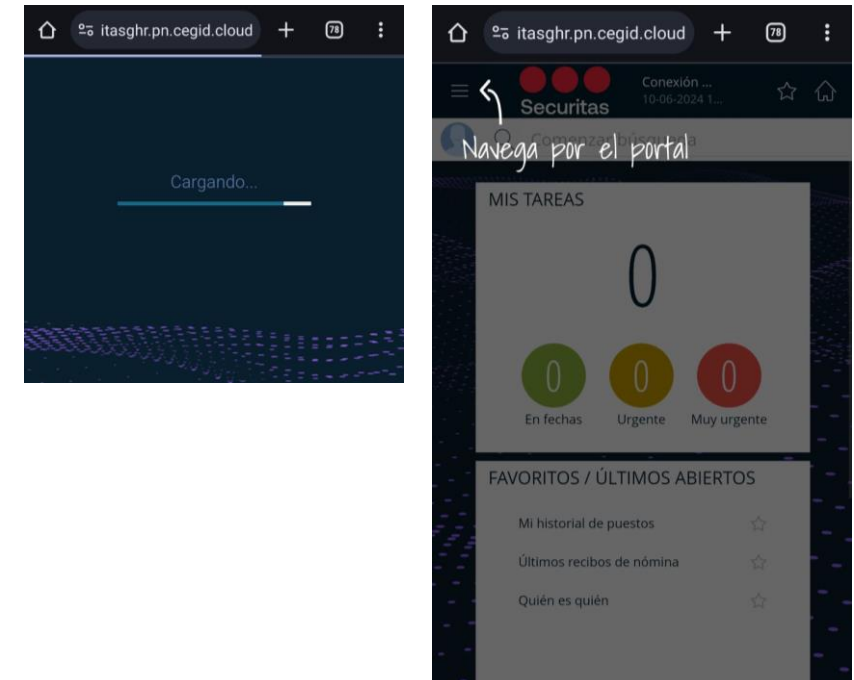 itasghr.pn.cegid.cloud
78
Cargando...
itasghr.pn.cegid.cloud
78
Securitas
Conexión ...
10-06-2024 1...
Comenzar búsqueda
Navega por el portal
MIS TAREAS
0
0
0
0
En fechas
Urgente
Muy urgente
FAVORITOS / ÚLTIMOS ABIERTOS
Mi historial de puestos
Últimos recibos de nómina
Quién es quién